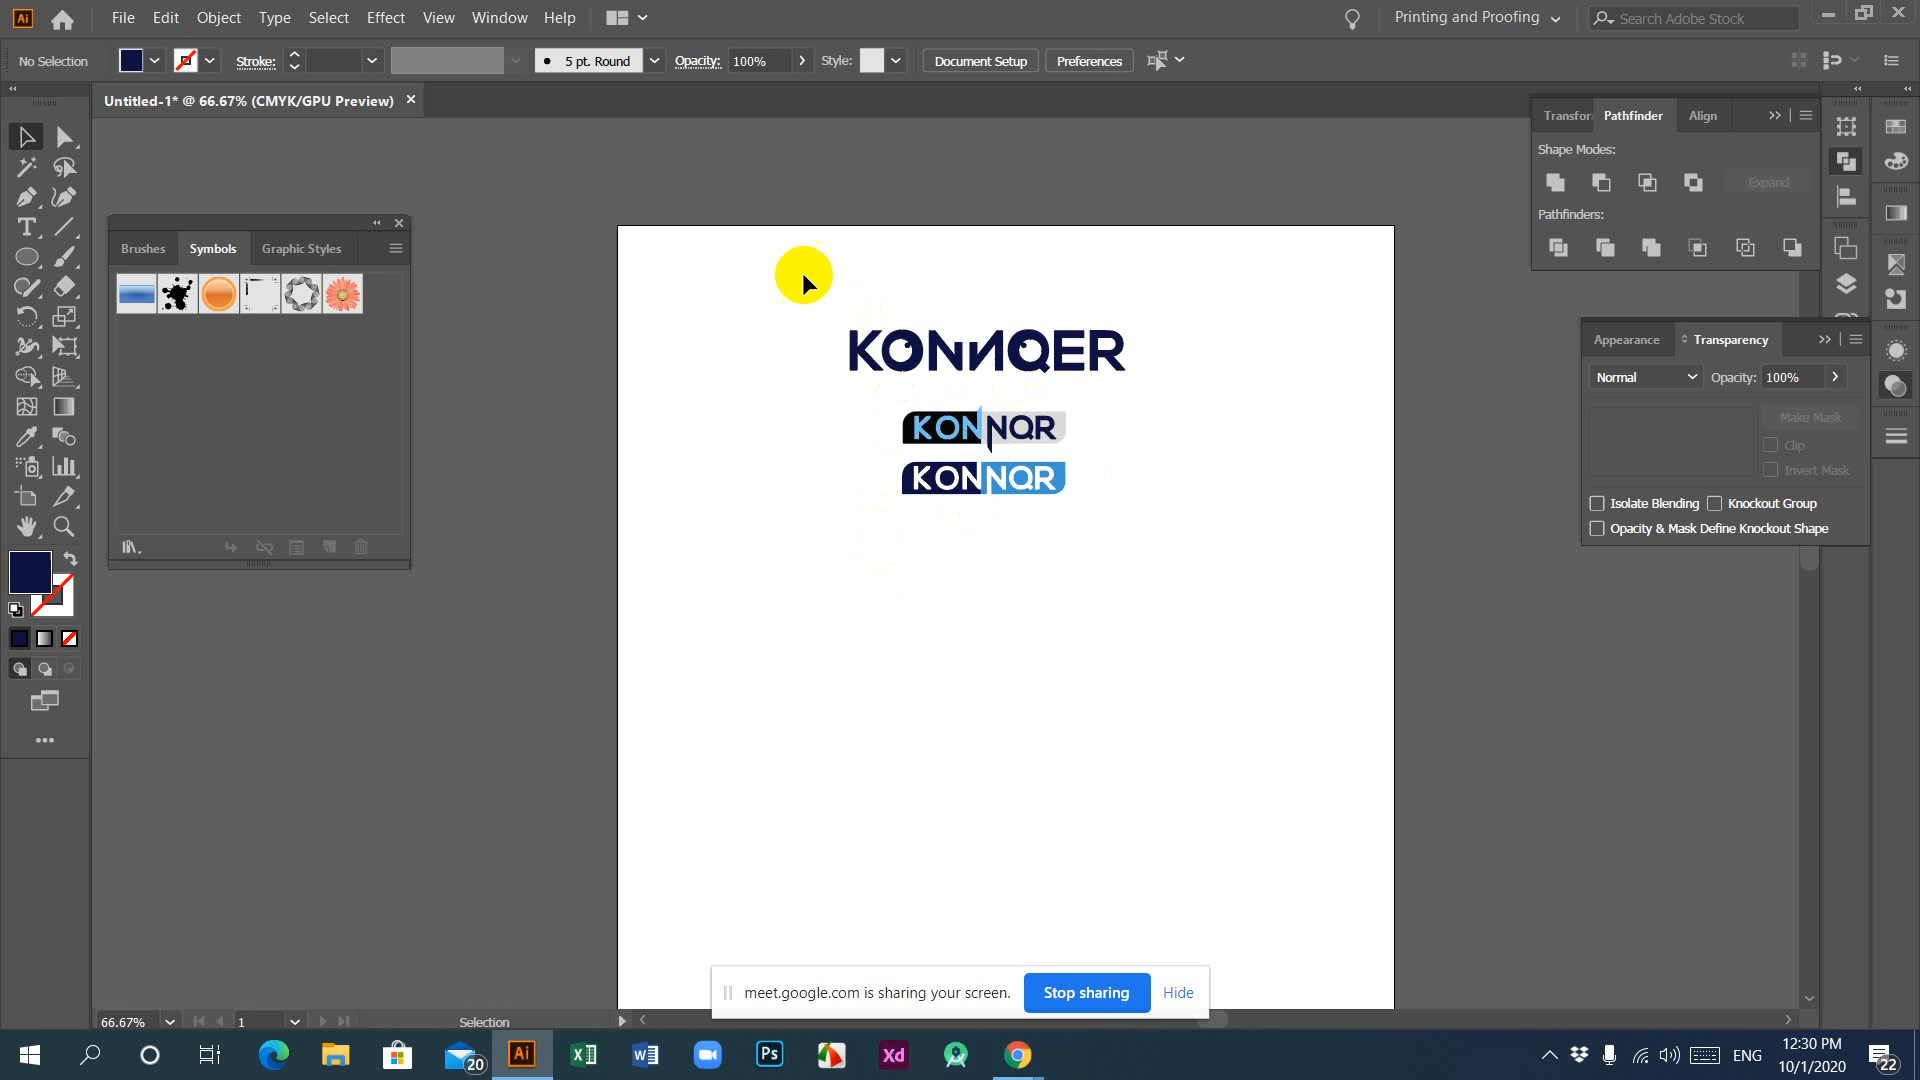 Ai File Edit Object Type Select Effect View Window Help Printing and Proofing Search Adobe Stock
No Selection Stroke: 5 pt. Round Opacity: 100% Style: Document Setup Preferences
Untitled-1* @ 66.67% (CMYK/GPU Preview)
Transfor Pathfinder Align
Shape Modes:
Expand
Pathfinders:
Brushes Symbols Graphic Styles
KONNQER
KONNQR
KONNQR
Appearance Transparency
Normal Opacity: 100%
Make Mask
Clip
Invert Mask
Isolate Blending Knockout Group
Opacity & Mask Define Knockout Shape
meet.google.com is sharing your screen. Stop sharing Hide
66.67% 1 Selection
20 Ai Ps Xd ENG 12:30 PM
10/1/2020 22